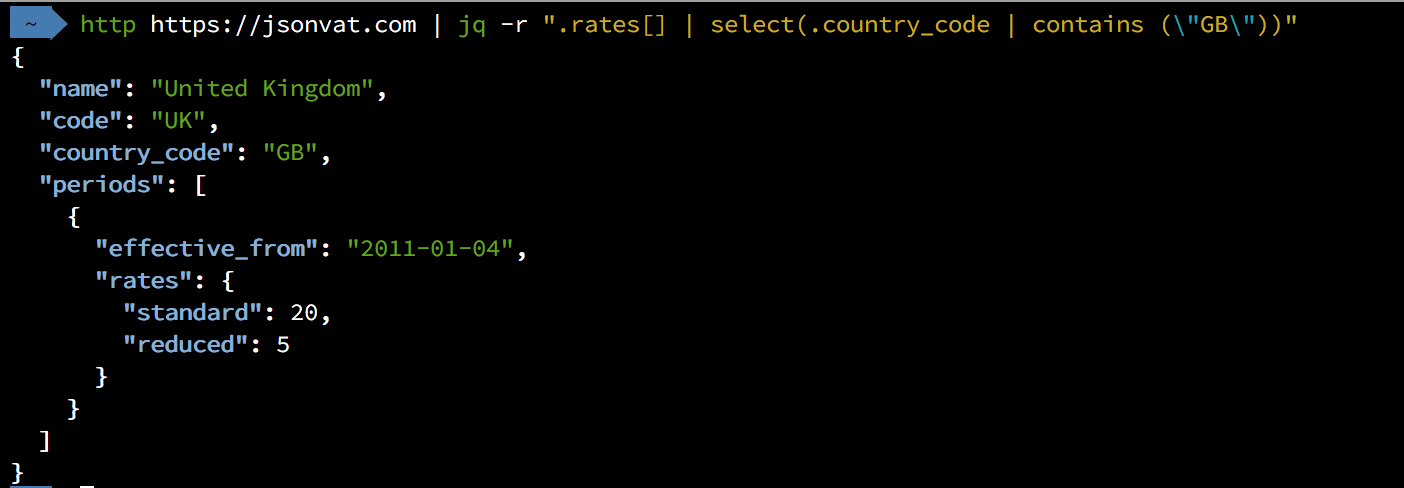 ~ http https://jsonvat.com | jq -r ".rates[] | select(.country_code | contains (\"GB\"))"
{
  "name": "United Kingdom",
  "code": "UK",
  "country_code": "GB",
  "periods": [
    {
      "effective_from": "2011-01-04",
      "rates": {
        "standard": 20,
        "reduced": 5
      }
    }
  ]
}